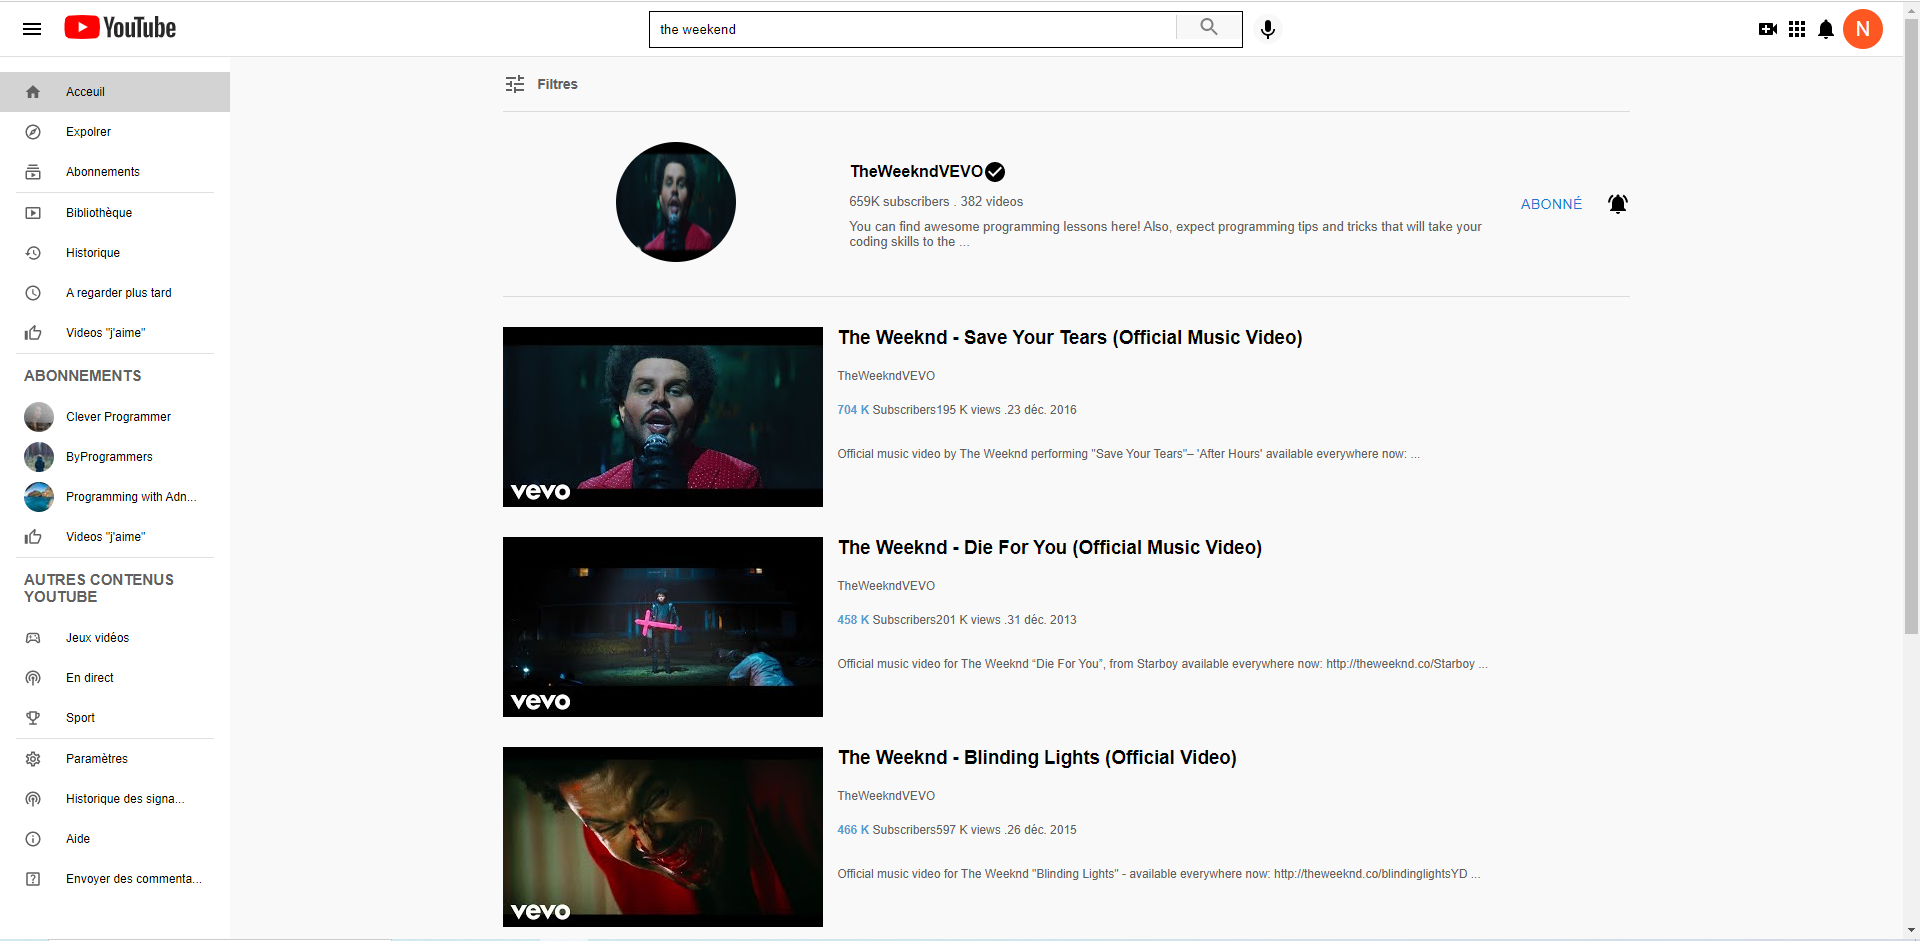 YouTube
the weekend
N
Acceuil
Expolrer
Abonnements
Bibliothèque
Historique
A regarder plus tard
Videos "j'aime"
ABONNEMENTS
Clever Programmer
ByProgrammers
Programming with Adn...
Videos "j'aime"
AUTRES CONTENUS
YOUTUBE
Jeux vidéos
En direct
Sport
Paramètres
Historique des signa...
Aide
Envoyer des commenta...
Filtres
TheWeekndVEVO
659K subscribers . 382 videos
You can find awesome programming lessons here! Also, expect programming tips and tricks that will take your
coding skills to the ...
ABONNÉ
vevo
The Weeknd - Save Your Tears (Official Music Video)
TheWeekndVEVO
704 K Subscribers195 K views .23 déc. 2016
Official music video by The Weeknd performing "Save Your Tears"– 'After Hours' available everywhere now: ...
vevo
The Weeknd - Die For You (Official Music Video)
TheWeekndVEVO
458 K Subscribers201 K views .31 déc. 2013
Official music video for The Weeknd “Die For You”, from Starboy available everywhere now: http://theweeknd.co/Starboy ...
vevo
The Weeknd - Blinding Lights (Official Video)
TheWeekndVEVO
466 K Subscribers597 K views .26 déc. 2015
Official music video for The Weeknd "Blinding Lights" - available everywhere now: http://theweeknd.co/blindinglightsYD ...